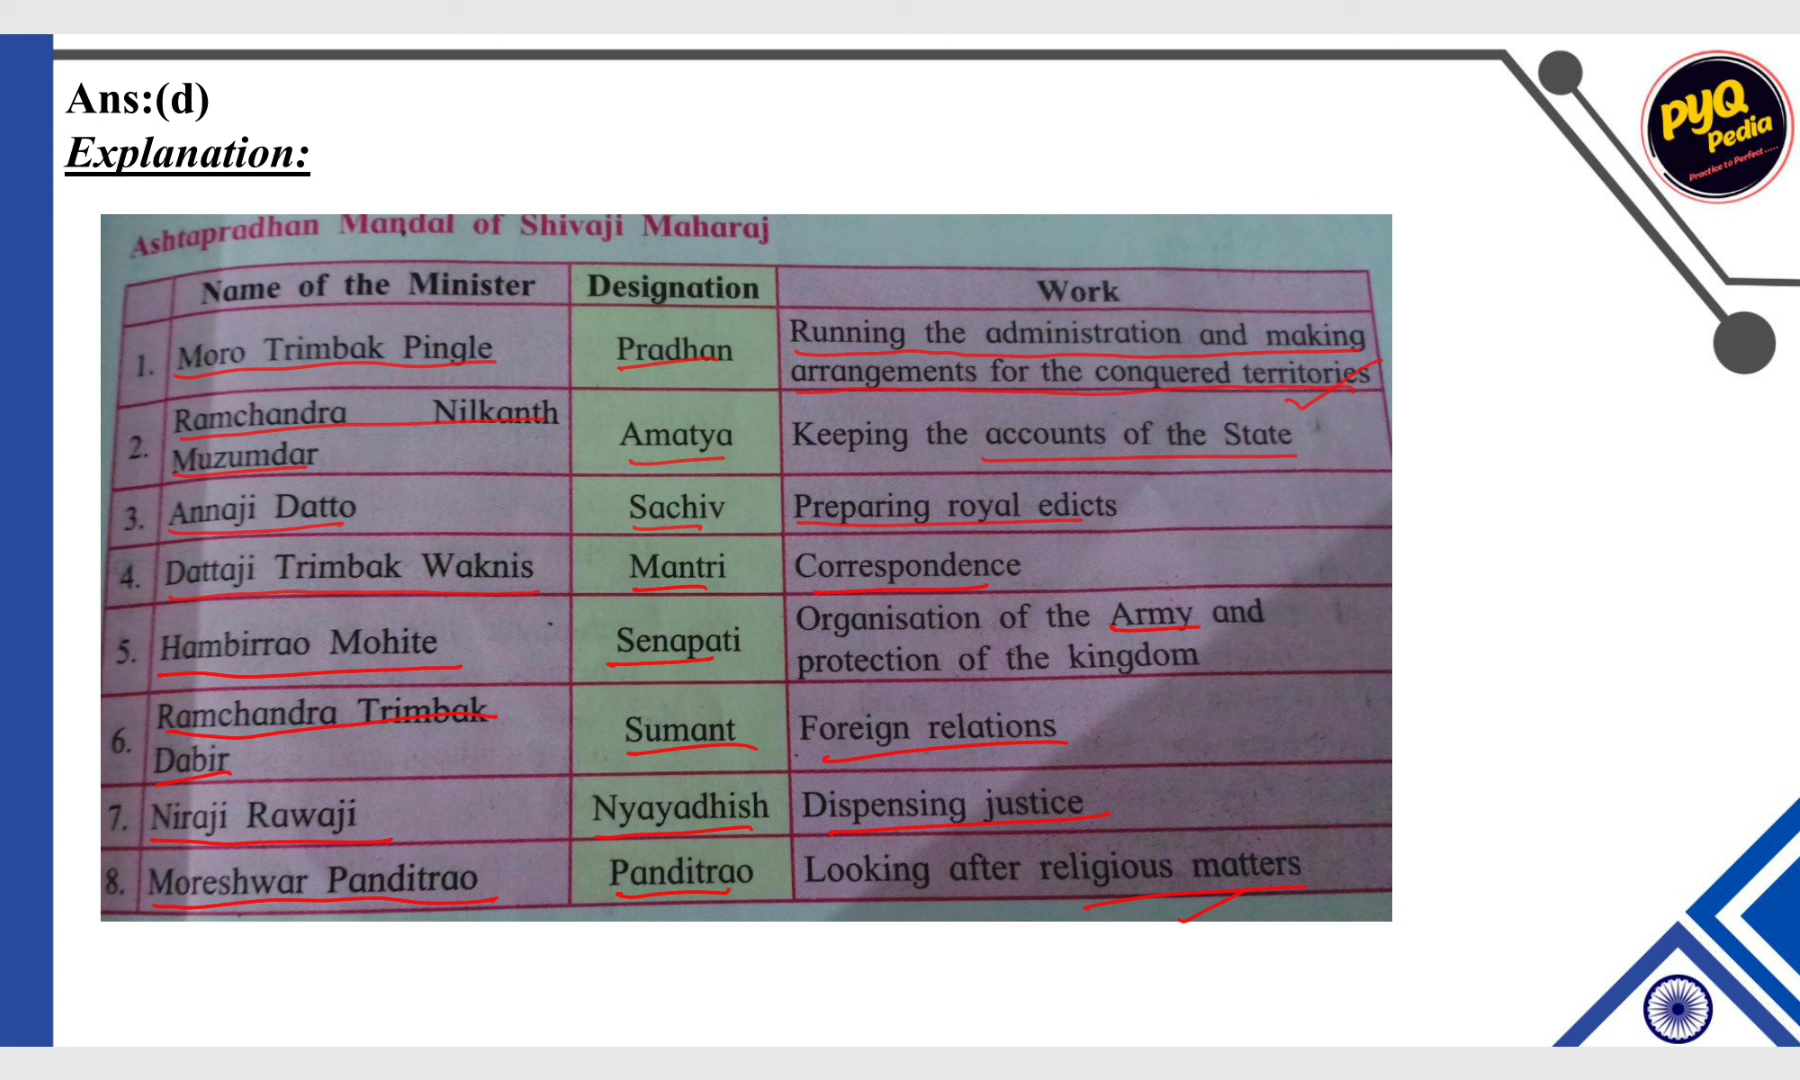 Ans:(d)
Explanation:
PYQ
Pedia
Practice to Perfect.....
Ashtapradhan Mandal of Shivaji Maharaj
Name of the Minister Designation Work
1. Moro Trimbak Pingle Pradhan Running the administration and making
arrangements for the conquered territories
2. Ramchandra Nilkanth
Muzumdar Amatya Keeping the accounts of the State
3. Annaji Datto Sachiv Preparing royal edicts
4. Dattaji Trimbak Waknis Mantri Correspondence
5. Hambirrao Mohite Senapati Organisation of the Army and
protection of the kingdom
6. Ramchandra Trimbak
Dabir Sumant Foreign relations
7. Niraji Rawaji Nyayadhish Dispensing justice
8. Moreshwar Panditrao Panditrao Looking after religious matters